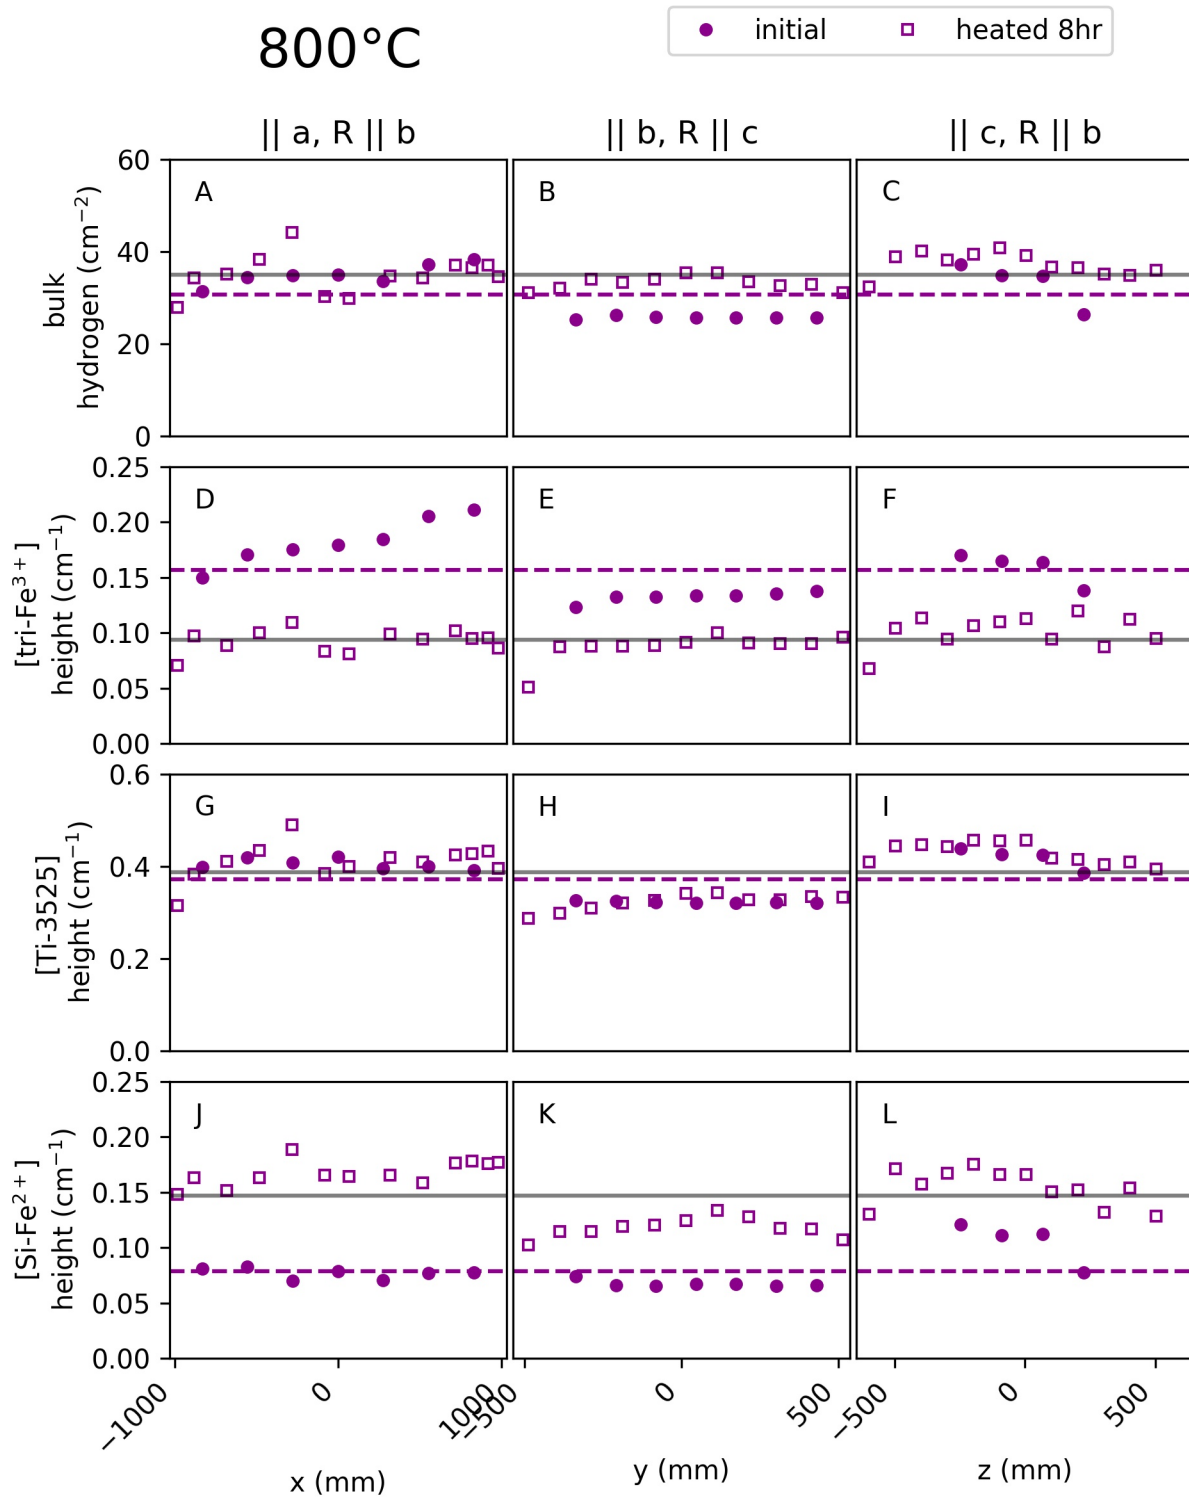 800°C
initial
heated 8hr
|| a, R || b
|| b, R || c
|| c, R || b
bulk
hydrogen (cm⁻²)
60
40
20
0
A
B
C
[tri-Fe³⁺]
height (cm⁻¹)
0.25
0.20
0.15
0.10
0.05
0.00
D
E
F
[Ti-3525]
height (cm⁻¹)
0.6
0.4
0.2
0.0
G
H
I
[Si-Fe²⁺]
height (cm⁻¹)
0.25
0.20
0.15
0.10
0.05
0.00
J
K
L
−1000
0
1000
−500
0
500
−500
0
500
x (mm)
y (mm)
z (mm)